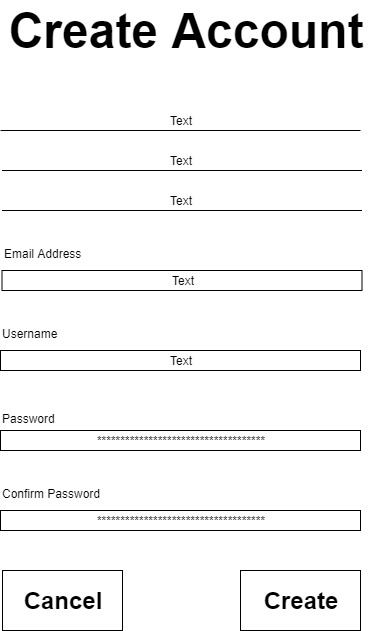 Create Account
Text
Text
Text
Email Address
Text
Username
Text
Password
************************************
Confirm Password
************************************
Cancel Create